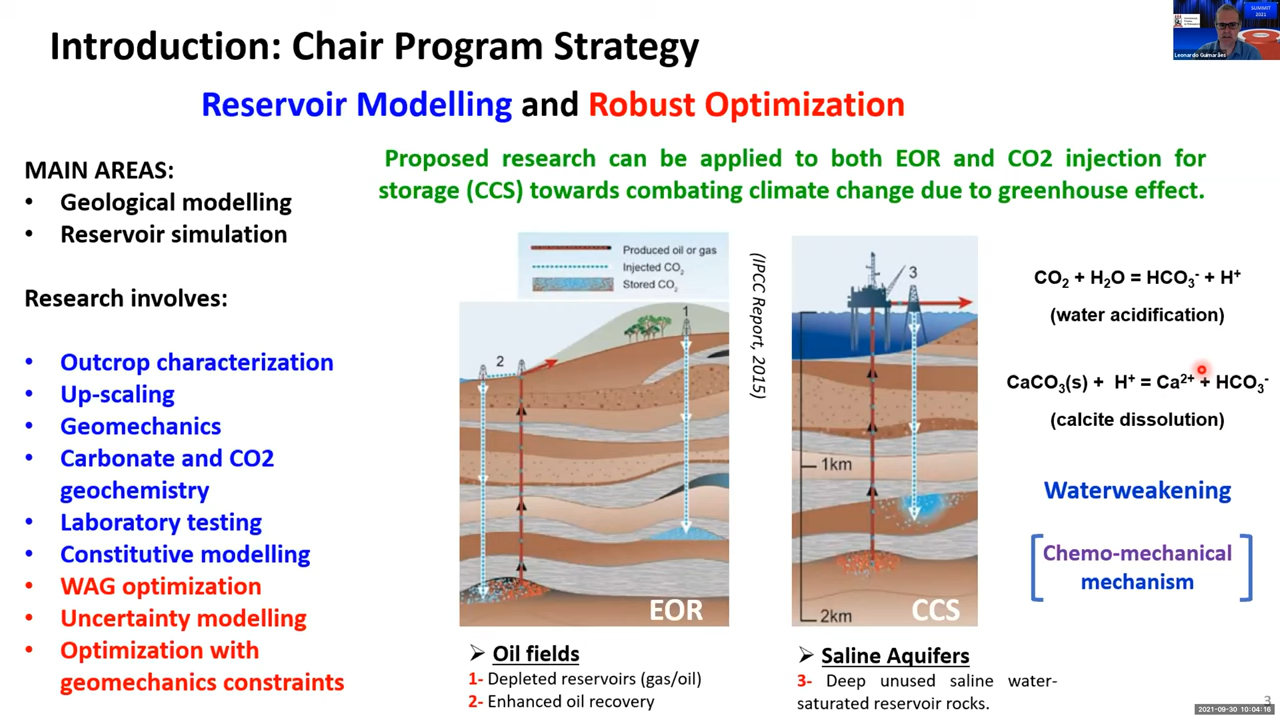 Introduction: Chair Program Strategy
Reservoir Modelling and Robust Optimization
MAIN AREAS:
• Geological modelling
• Reservoir simulation
Research involves:
• Outcrop characterization
• Up-scaling
• Geomechanics
• Carbonate and CO2
geochemistry
• Laboratory testing
• Constitutive modelling
• WAG optimization
• Uncertainty modelling
• Optimization with
geomechanics constraints
Proposed research can be applied to both EOR and CO2 injection for
storage (CCS) towards combating climate change due to greenhouse effect.
Produced oil or gas
Injected CO₂
Stored CO₂
1
2
EOR
(IPCC Report, 2015)
3
1km
2km
CCS
➢ Oil fields
1- Depleted reservoirs (gas/oil)
2- Enhanced oil recovery
➢ Saline Aquifers
3- Deep unused saline water-
saturated reservoir rocks.
CO₂ + H₂O = HCO₃⁻ + H⁺
(water acidification)
CaCO₃(s) + H⁺ = Ca²⁺ + HCO₃⁻
(calcite dissolution)
Waterweakening
Chemo-mechanical
mechanism
SUMMIT
2021
Leonardo Guimarães
3
2021-09-30 10:04:16